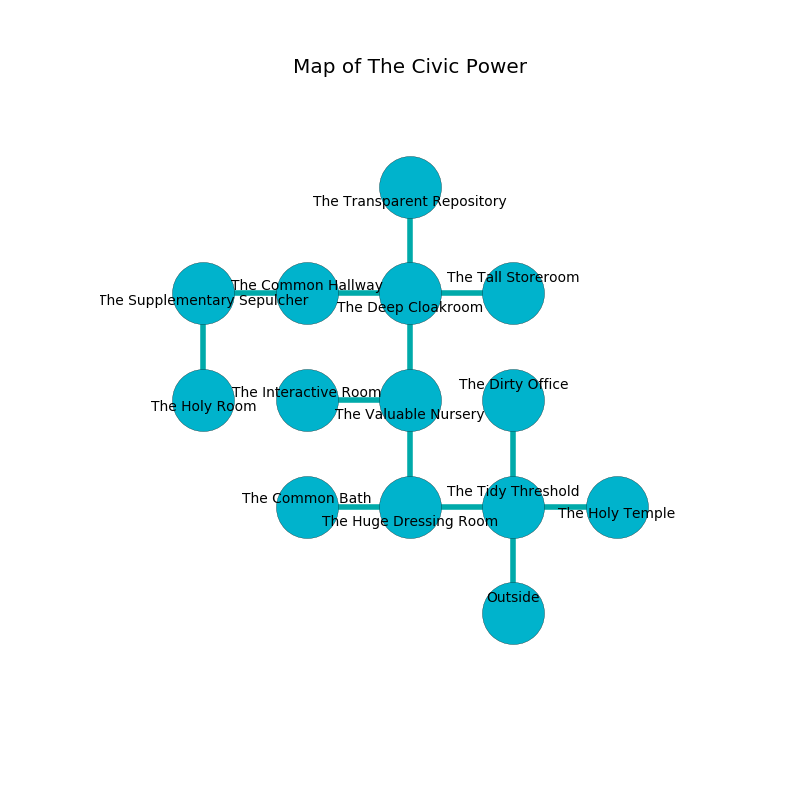 Map of The Civic Power
The Transparent Repository
The Tall Storeroom
The Common Hallway
The Supplementary Sepulcher
The Deep Cloakroom
The Dirty Office
The Interactive Room
The Holy Room
The Valuable Nursery
The Tidy Threshold
The Common Bath
The Holy Temple
The Huge Dressing Room
Outside